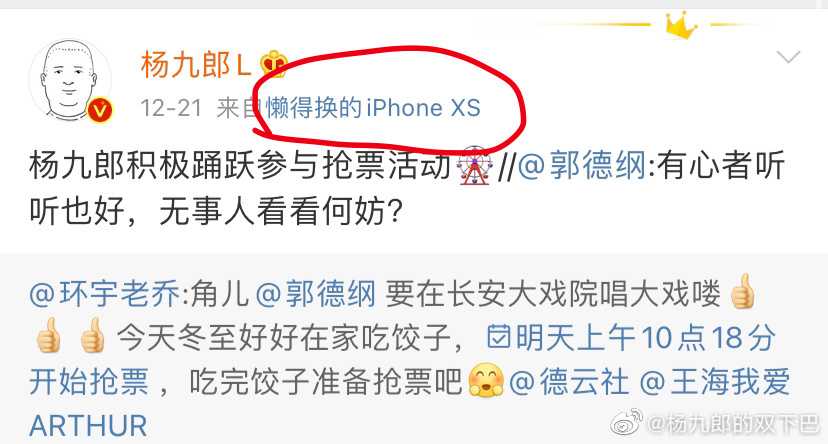 杨九郎L
12-21 来自懒得换的iPhone XS
杨九郎积极踊跃参与抢票活动🎡//@郭德纲:有心者听
听也好，无事人看看何妨?
@环宇老乔:角儿@郭德纲 要在长安大戏院唱大戏喽👍
👍👍今天冬至好好在家吃饺子，明天上午10点18分
开始抢票，吃完饺子准备抢票吧🤗@德云社 @王海我爱
ARTHUR
@杨九郎的双下巴